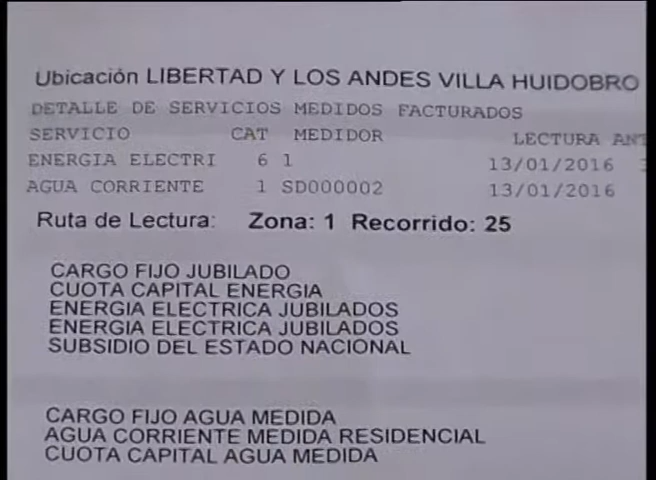 Ubicación LIBERTAD Y LOS ANDES VILLA HUIDOBRO
DETALLE DE SERVICIOS MEDIDOS FACTURADOS
SERVICIO CAT MEDIDOR LECTURA ANT
ENERGIA ELECTRI 6 1 13/01/2016
AGUA CORRIENTE 1 SD000002 13/01/2016
Ruta de Lectura: Zona: 1 Recorrido: 25
CARGO FIJO JUBILADO
CUOTA CAPITAL ENERGIA
ENERGIA ELECTRICA JUBILADOS
ENERGIA ELECTRICA JUBILADOS
SUBSIDIO DEL ESTADO NACIONAL
CARGO FIJO AGUA MEDIDA
AGUA CORRIENTE MEDIDA RESIDENCIAL
CUOTA CAPITAL AGUA MEDIDA